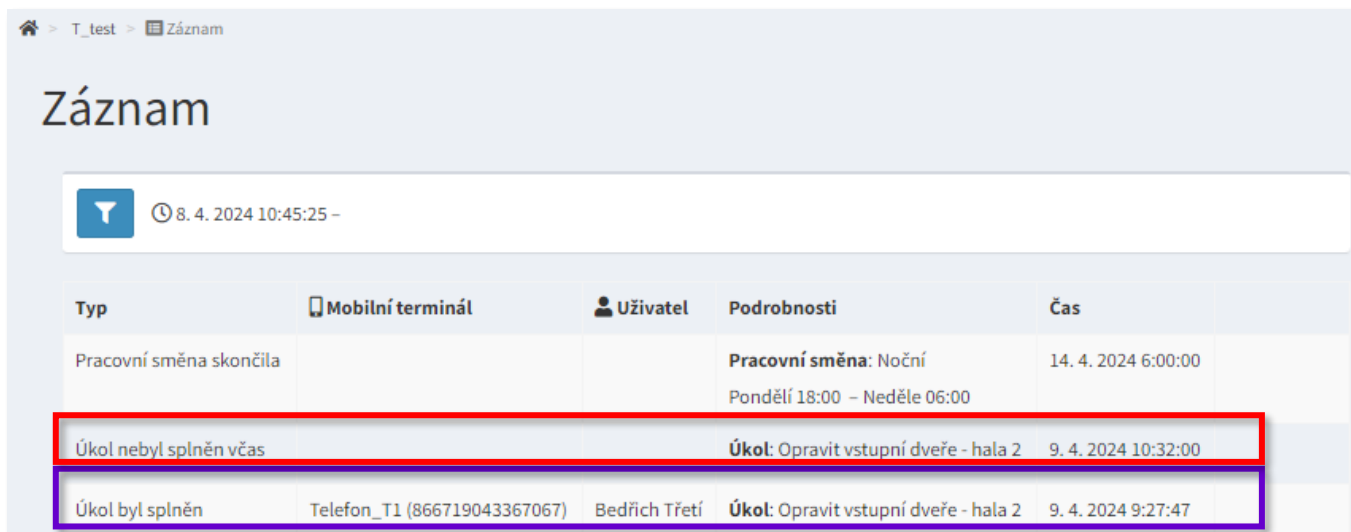 > T_test > Záznam
Záznam
8. 4. 2024 10:45:25 –
Typ Mobilní terminál Uživatel Podrobnosti Čas
Pracovní směna skončila Pracovní směna: Noční 14. 4. 2024 6:00:00
Pondělí 18:00 – Neděle 06:00
Úkol nebyl splněn včas Úkol: Opravit vstupní dveře - hala 2 9. 4. 2024 10:32:00
Úkol byl splněn Telefon_T1 (866719043367067) Bedřich Třetí Úkol: Opravit vstupní dveře - hala 2 9. 4. 2024 9:27:47